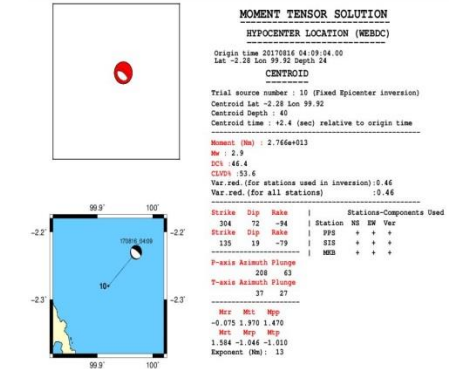 MOMENT TENSOR SOLUTION
HYPOCENTER LOCATION (WEBDC)
Origin time 20170816 04:09:04.00
Lat -2.28 Lon 99.92 Depth 24
CENTROID
Trial source number : 10 (Fixed Epicenter inversion)
Centroid Lat -2.28 Lon 99.92
Centroid Depth : 40
Centroid time : +2.4 (sec) relative to origin time
Moment (Nm) : 2.766e+013
Mw : 2.9
DC% :46.4
CLVD% :53.6
Var.red.(for stations used in inversion):0.46
Var.red.(for all stations) :0.46
Strike Dip Rake | Stations-Components Used
304 72 -94 | Station NS EW Ver
Strike Dip Rake | PPS + + +
135 19 -79 | SIS + + +
| MKB + + +
P-axis Azimuth Plunge
208 63
T-axis Azimuth Plunge
37 27
Mrr Mtt Mpp
-0.075 1.970 1.470
Mrt Mrp Mtp
1.584 -1.046 -1.010
Exponent (Nm): 13
99.9˚ 100˚
-2.2˚ -2.2˚
170816_04:09
10+
-2.3˚ -2.3˚
99.9˚ 100˚